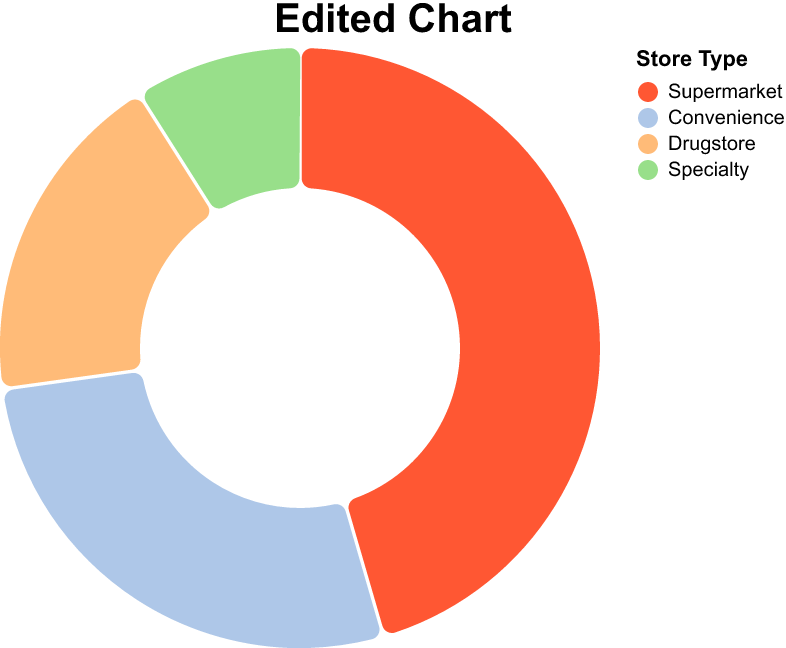 Edited Chart
Store Type
Supermarket
Convenience
Drugstore
Specialty